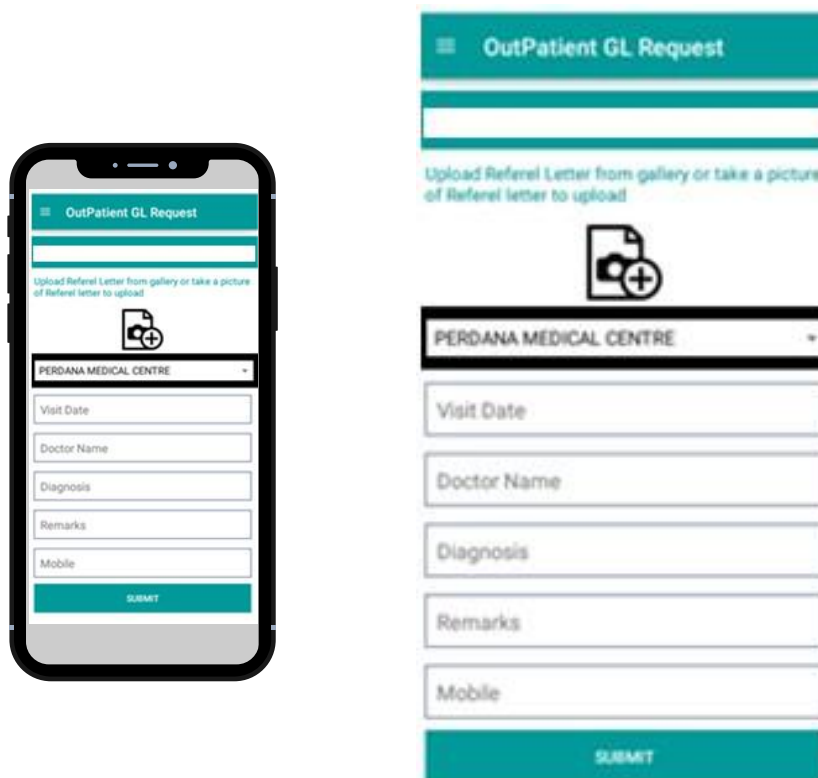 OutPatient GL Request
Upload Referel Letter from gallery or take a picture
of Referel letter to upload
PERDANA MEDICAL CENTRE
Visit Date
Doctor Name
Diagnosis
Remarks
Mobile
SUBMIT
OutPatient GL Request
Upload Referel Letter from gallery or take a picture
of Referel letter to upload
PERDANA MEDICAL CENTRE
Visit Date
Doctor Name
Diagnosis
Remarks
Mobile
SUBMIT